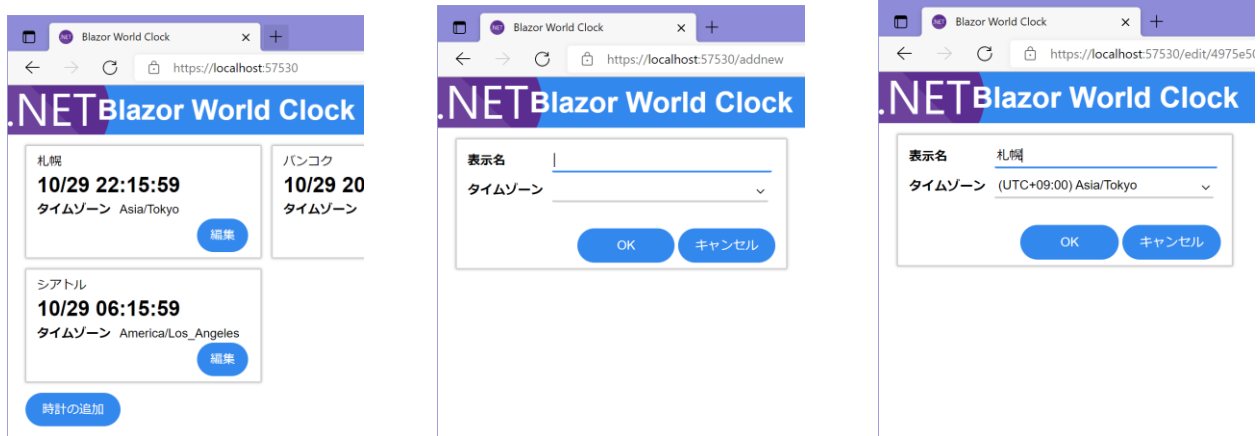 Blazor World Clock
https://localhost:57530
.NET Blazor World Clock
札幌
10/29 22:15:59
タイムゾーン Asia/Tokyo
編集
バンコク
10/29 20
タイムゾーン
シアトル
10/29 06:15:59
タイムゾーン America/Los_Angeles
編集
時計の追加
Blazor World Clock
https://localhost:57530/addnew
.NET Blazor World Clock
表示名
タイムゾーン
OK キャンセル
Blazor World Clock
https://localhost:57530/edit/4975e50
.NET Blazor World Clock
表示名 札幌
タイムゾーン (UTC+09:00) Asia/Tokyo
OK キャンセル